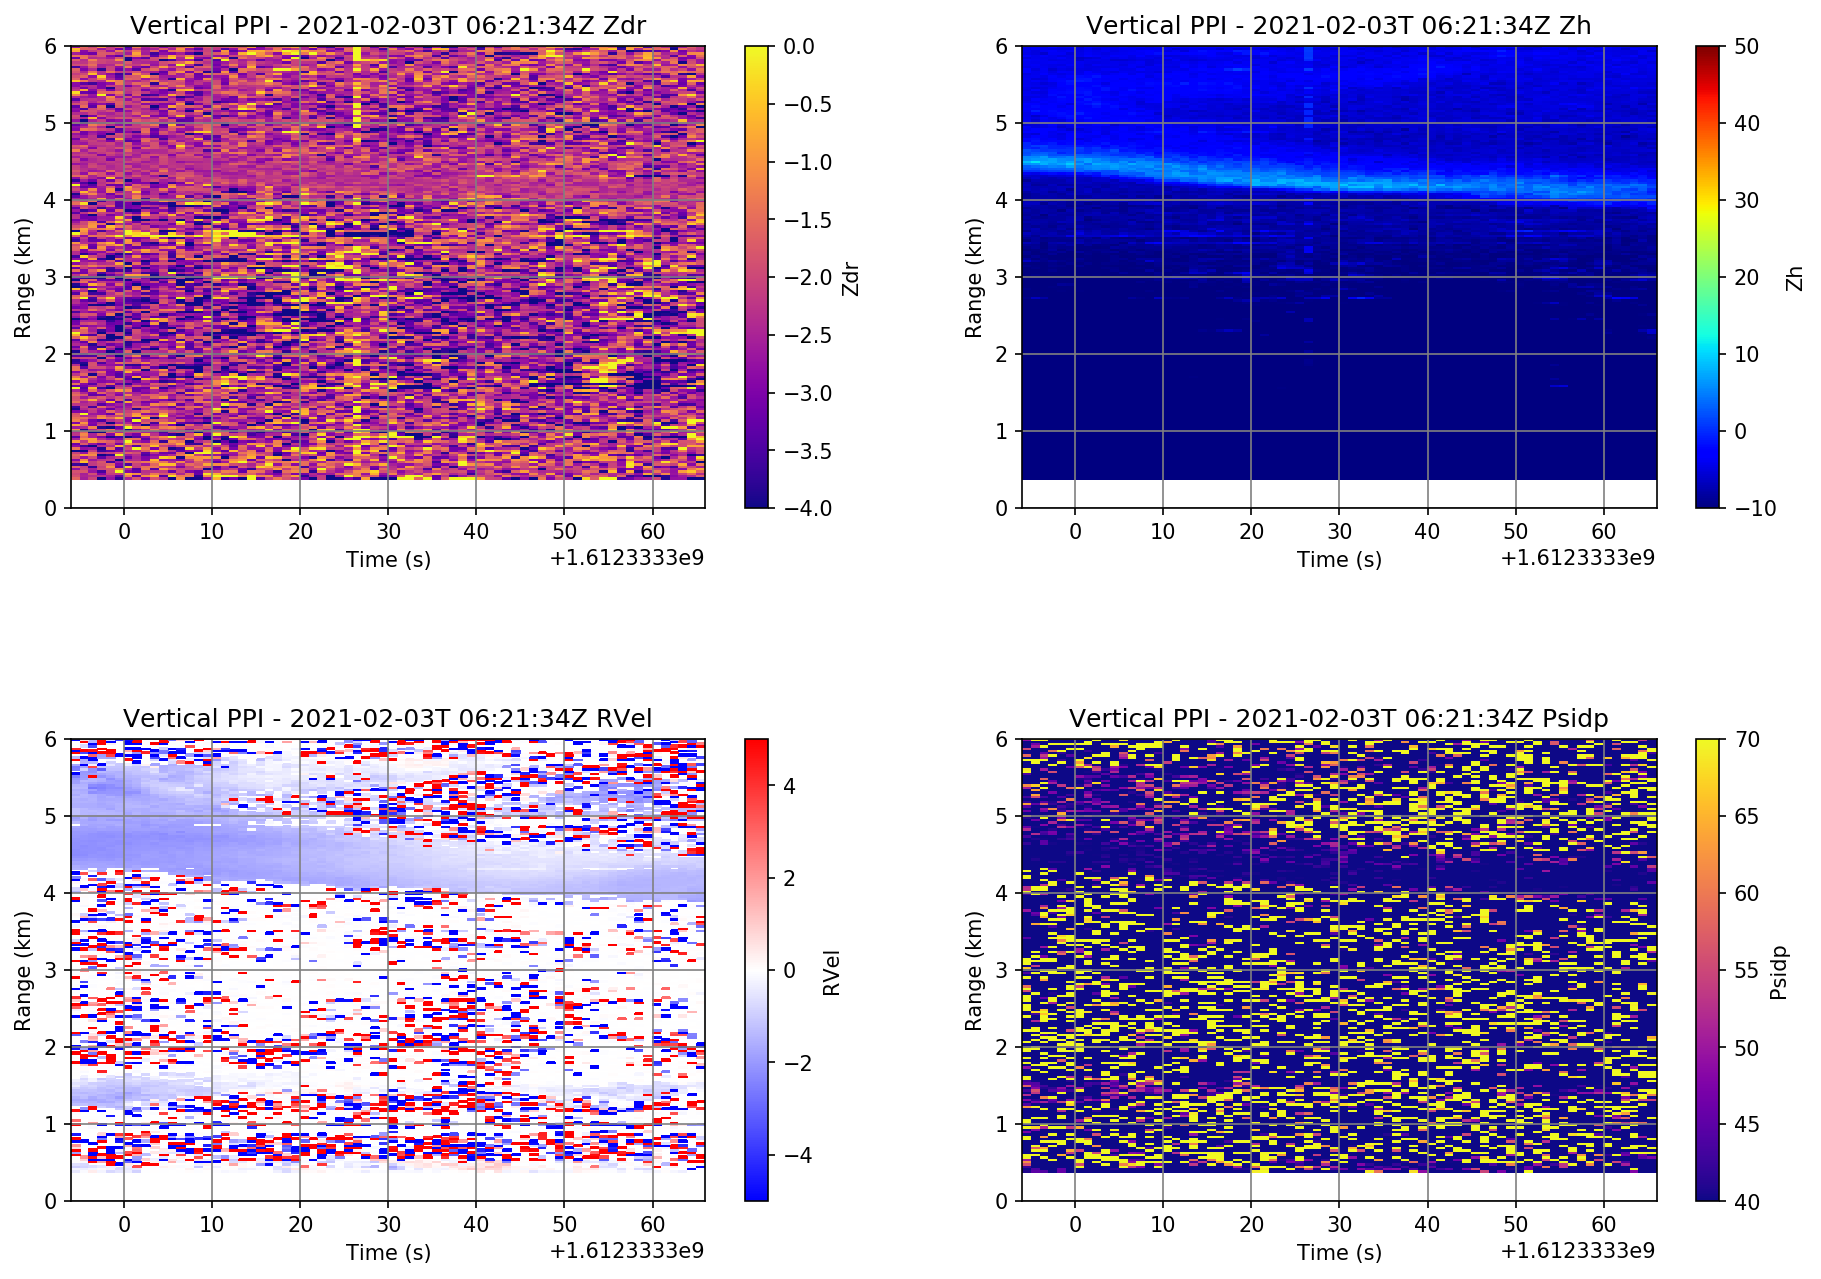 Vertical PPI - 2021-02-03T 06:21:34Z Zdr
6
5
4
3
2
1
0
Range (km)
0 10 20 30 40 50 60
Time (s)
+1.6123333e9
0.0
−0.5
−1.0
−1.5
−2.0
−2.5
−3.0
−3.5
−4.0
Zdr
Vertical PPI - 2021-02-03T 06:21:34Z Zh
6
5
4
3
2
1
0
Range (km)
0 10 20 30 40 50 60
Time (s)
+1.6123333e9
50
40
30
20
10
0
−10
Zh
Vertical PPI - 2021-02-03T 06:21:34Z RVel
6
5
4
3
2
1
0
Range (km)
0 10 20 30 40 50 60
Time (s)
+1.6123333e9
4
2
0
−2
−4
RVel
Vertical PPI - 2021-02-03T 06:21:34Z Psidp
6
5
4
3
2
1
0
Range (km)
0 10 20 30 40 50 60
Time (s)
+1.6123333e9
70
65
60
55
50
45
40
Psidp